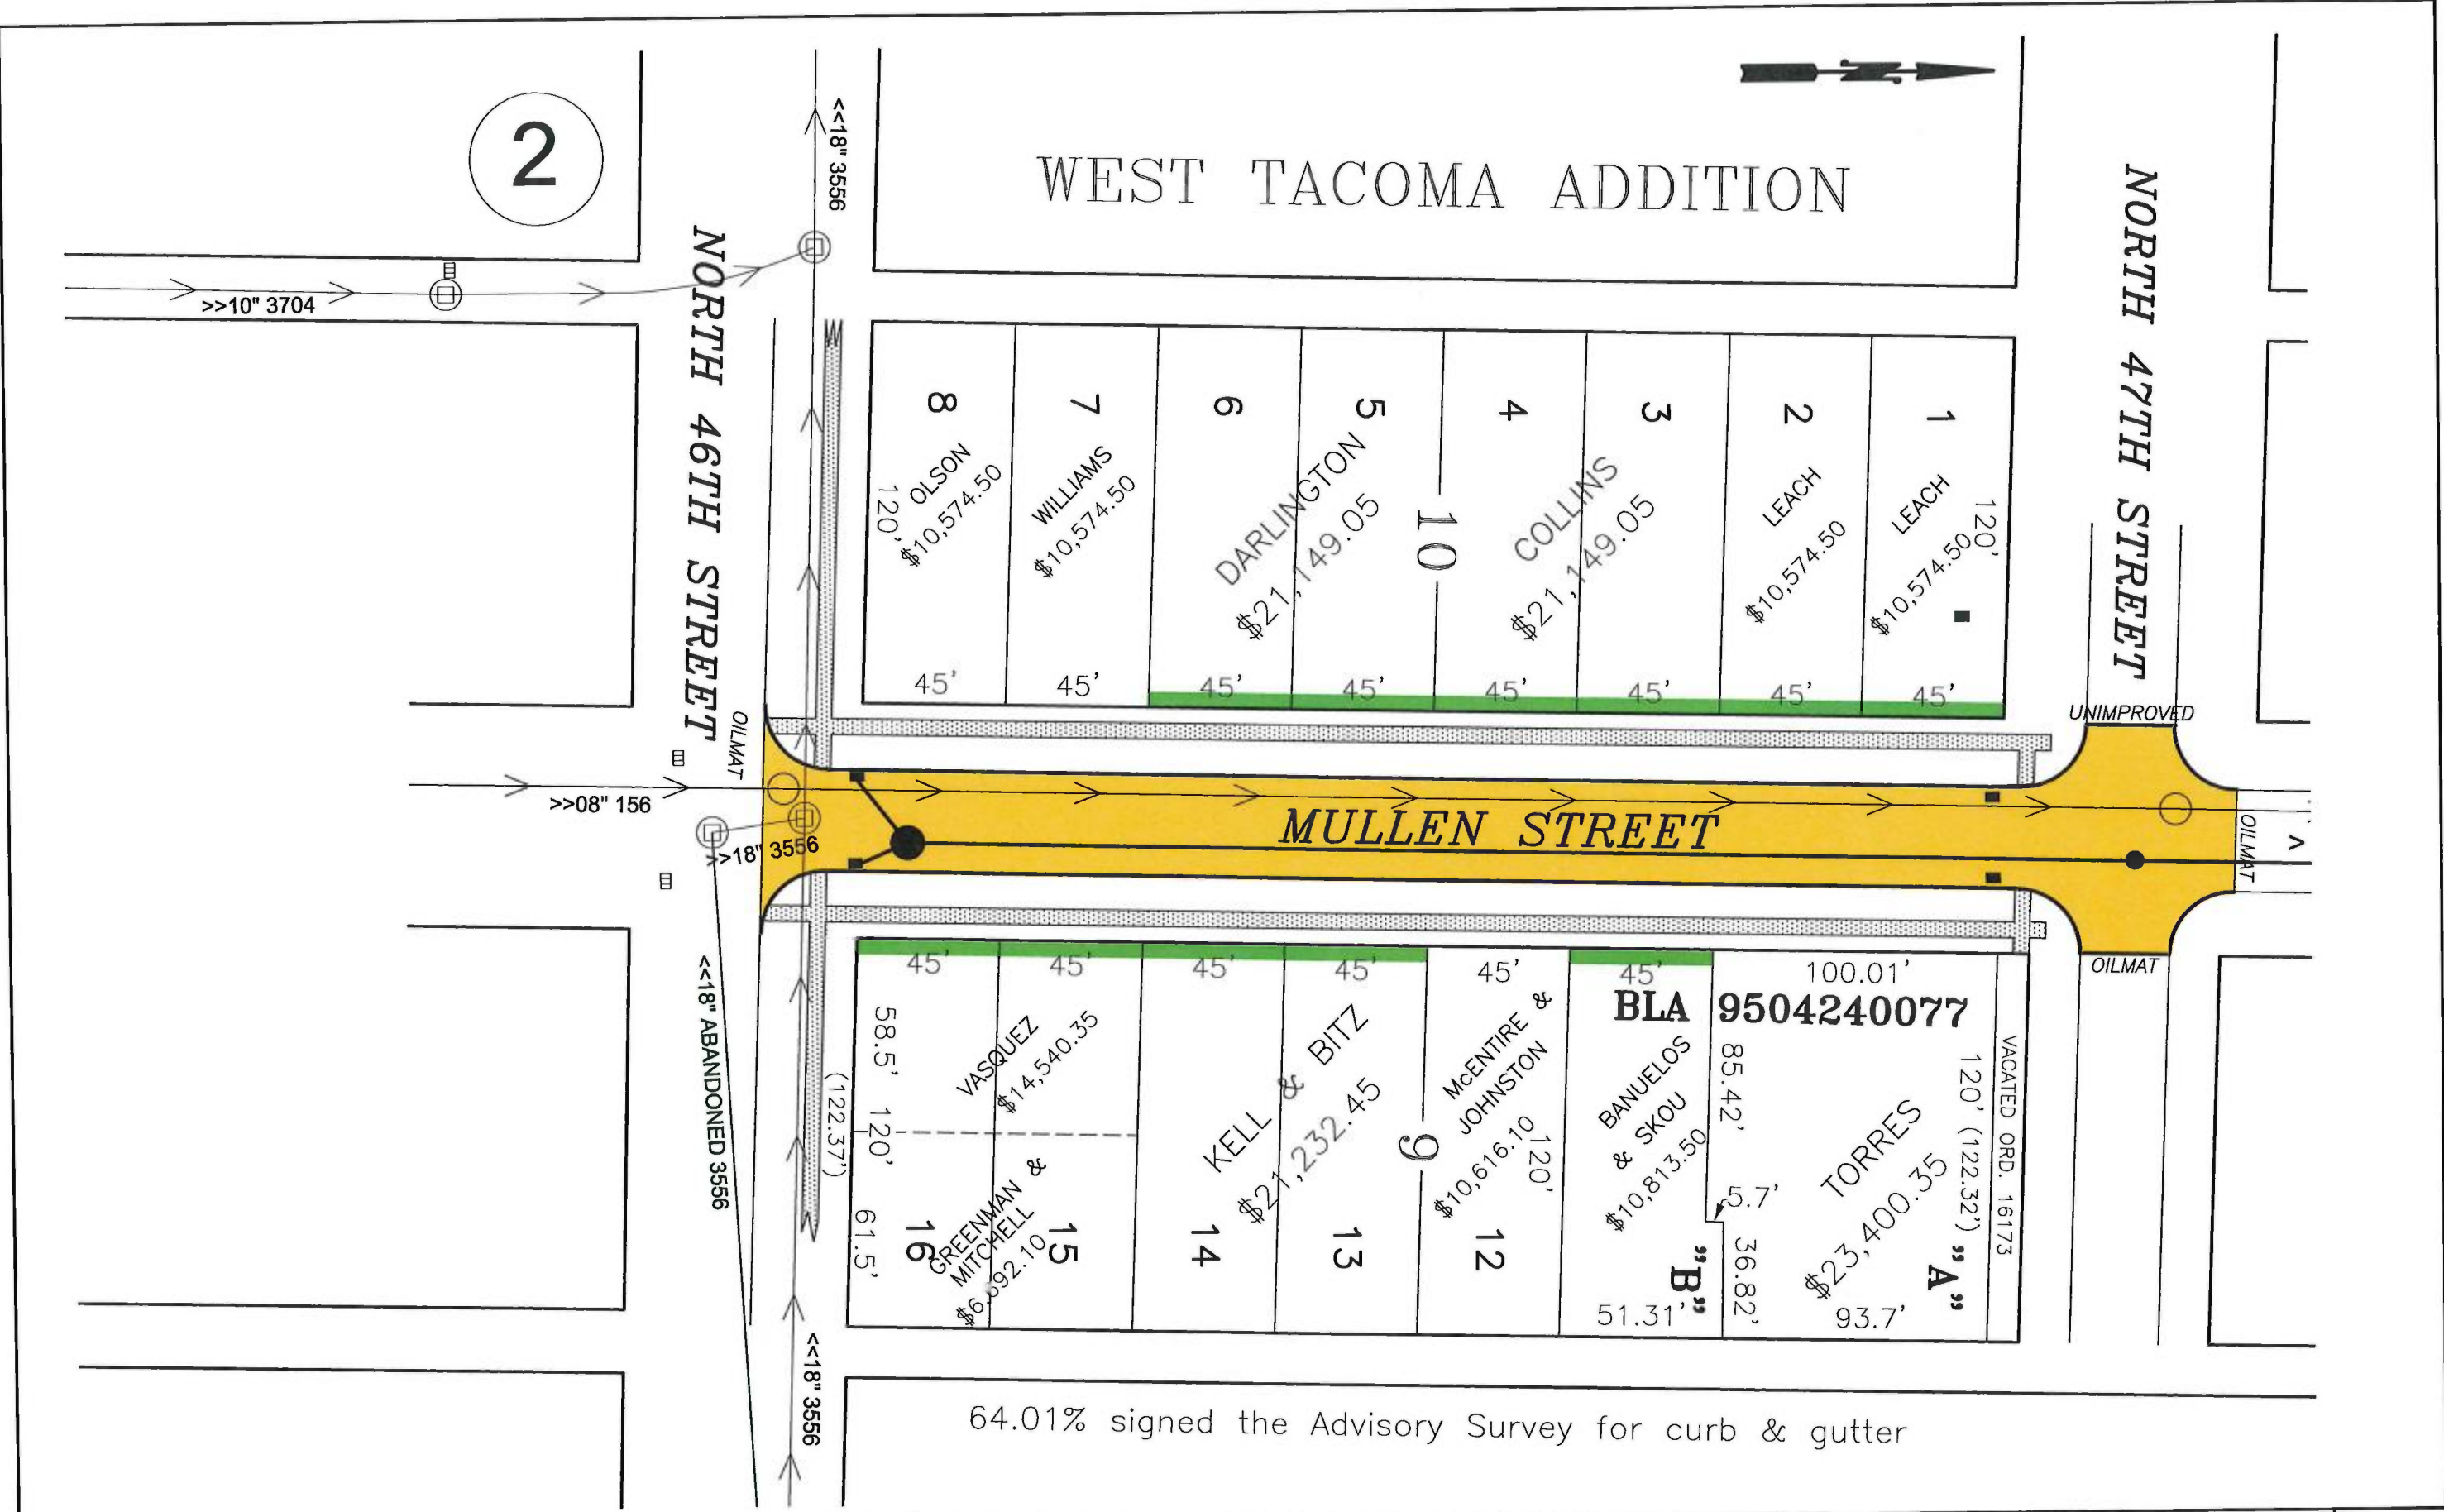 2
<<18" 3556
WEST TACOMA ADDITION
NORTH 46TH STREET
NORTH 47TH STREET
>>10" 3704
8
OLSON
$10,574.50
120'
45'
7
WILLIAMS
$10,574.50
45'
6
5
DARLINGTON
$21,149.05
45'
45'
10
4
3
COLLINS
$21,149.05
45'
45'
2
LEACH
$10,574.50
45'
1
LEACH
$10,574.50
120'
45'
OILMAT
UNIMPROVED
>>08" 156
>>18" 3556
MULLEN STREET
OILMAT
>
OILMAT
<<18" ABANDONED 3556
45'
45'
45'
45'
45'
45'
100.01'
BLA 9504240077
58.5'
120'
61.5'
(122.37')
VASQUEZ
$14,540.35
GREENMAN &
MITCHELL
$6,692.10
16
15
KELL & BITZ
$21,232.45
14
13
9
McENTIRE &
JOHNSTON
$10,616.10
120'
12
BANUELOS
& SKOU
$10,813.50
"B"
51.31'
85.42'
5.7'
36.82'
TORRES
$23,400.35
93.7'
120' (122.32')
"A"
VACATED ORD. 16173
<<18" 3556
64.01% signed the Advisory Survey for curb & gutter